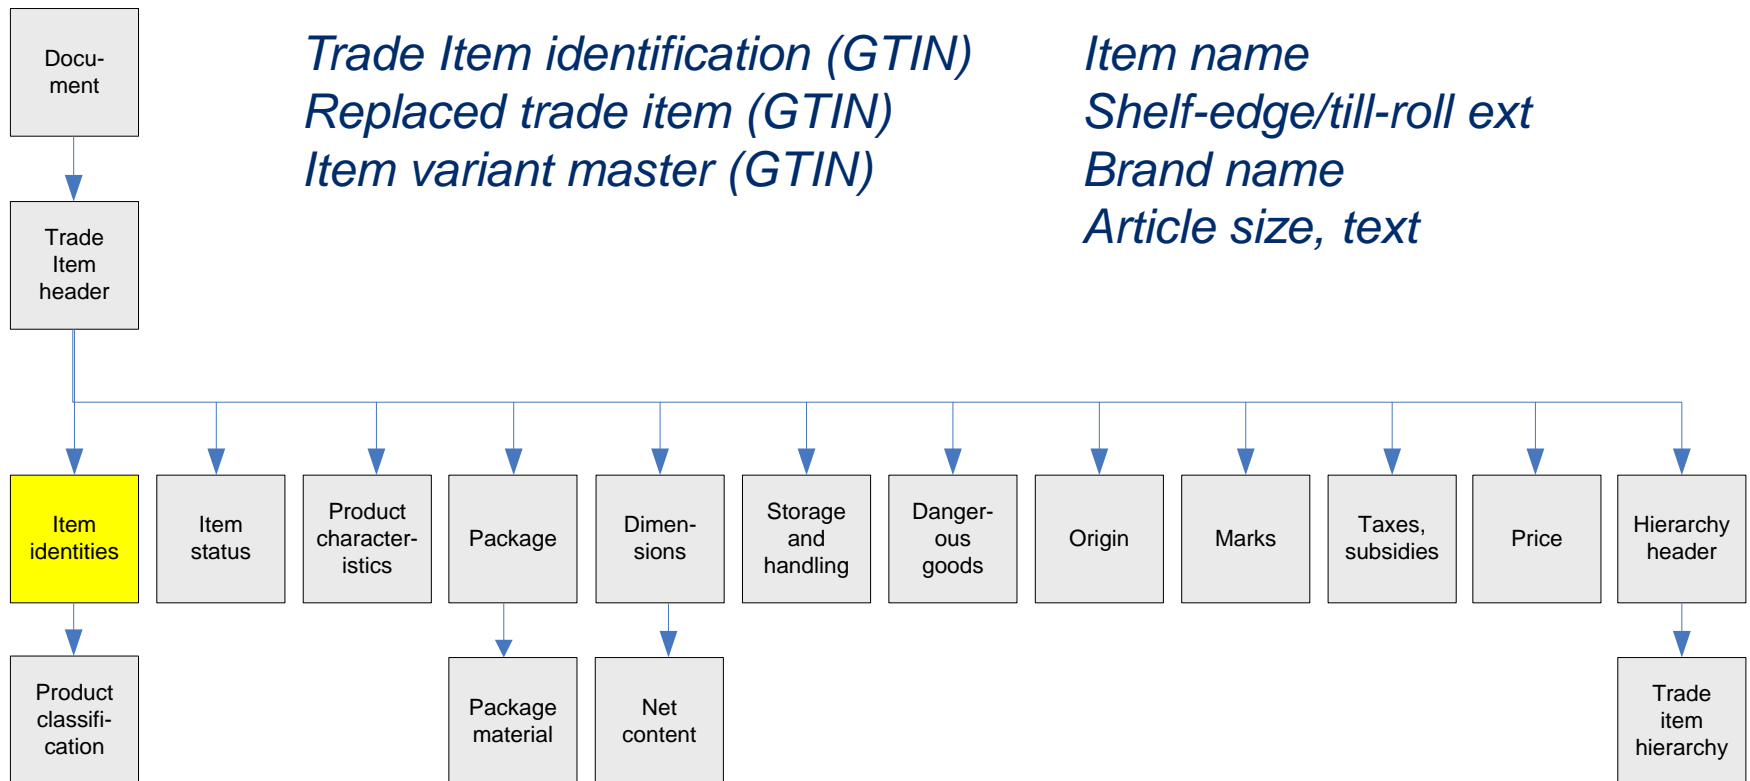 Docu-
ment
Trade Item identification (GTIN)
Replaced trade item (GTIN)
Item variant master (GTIN)
Item name
Shelf-edge/till-roll ext
Brand name
Article size, text
Trade
Item
header
Item
identities
Item
status
Product
character-
istics
Package
Dimen-
sions
Storage
and
handling
Danger-
ous
goods
Origin
Marks
Taxes,
subsidies
Price
Hierarchy
header
Product
classifi-
cation
Package
material
Net
content
Trade
item
hierarchy